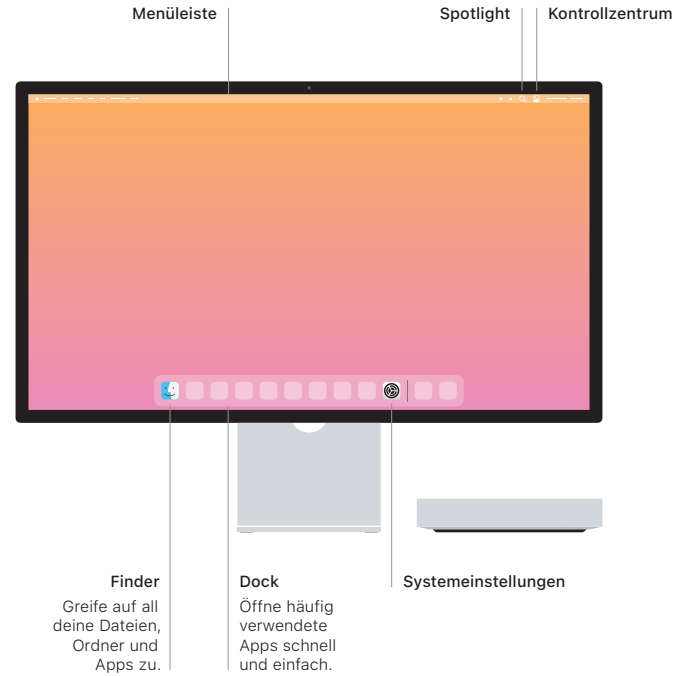 Menüleiste
Spotlight
Kontrollzentrum
Finder
Greife auf all
deine Dateien,
Ordner und
Apps zu.
Dock
Öffne häufig
verwendete
Apps schnell
und einfach.
Systemeinstellungen